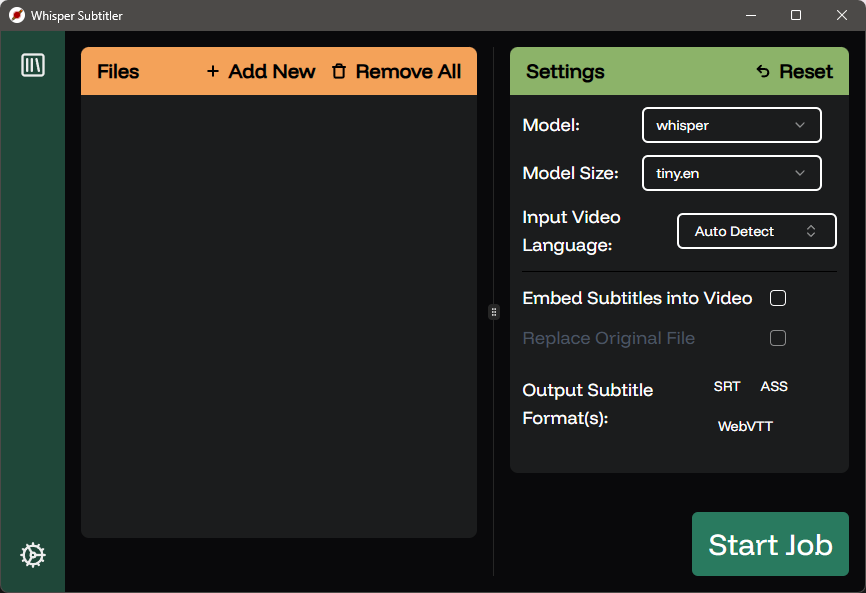 Whisper Subtitler
Files
+ Add New
Remove All
Settings
Reset
Model:
whisper
Model Size:
tiny.en
Input Video
Language:
Auto Detect
Embed Subtitles into Video
Replace Original File
Output Subtitle
Format(s):
SRT ASS
WebVTT
Start Job